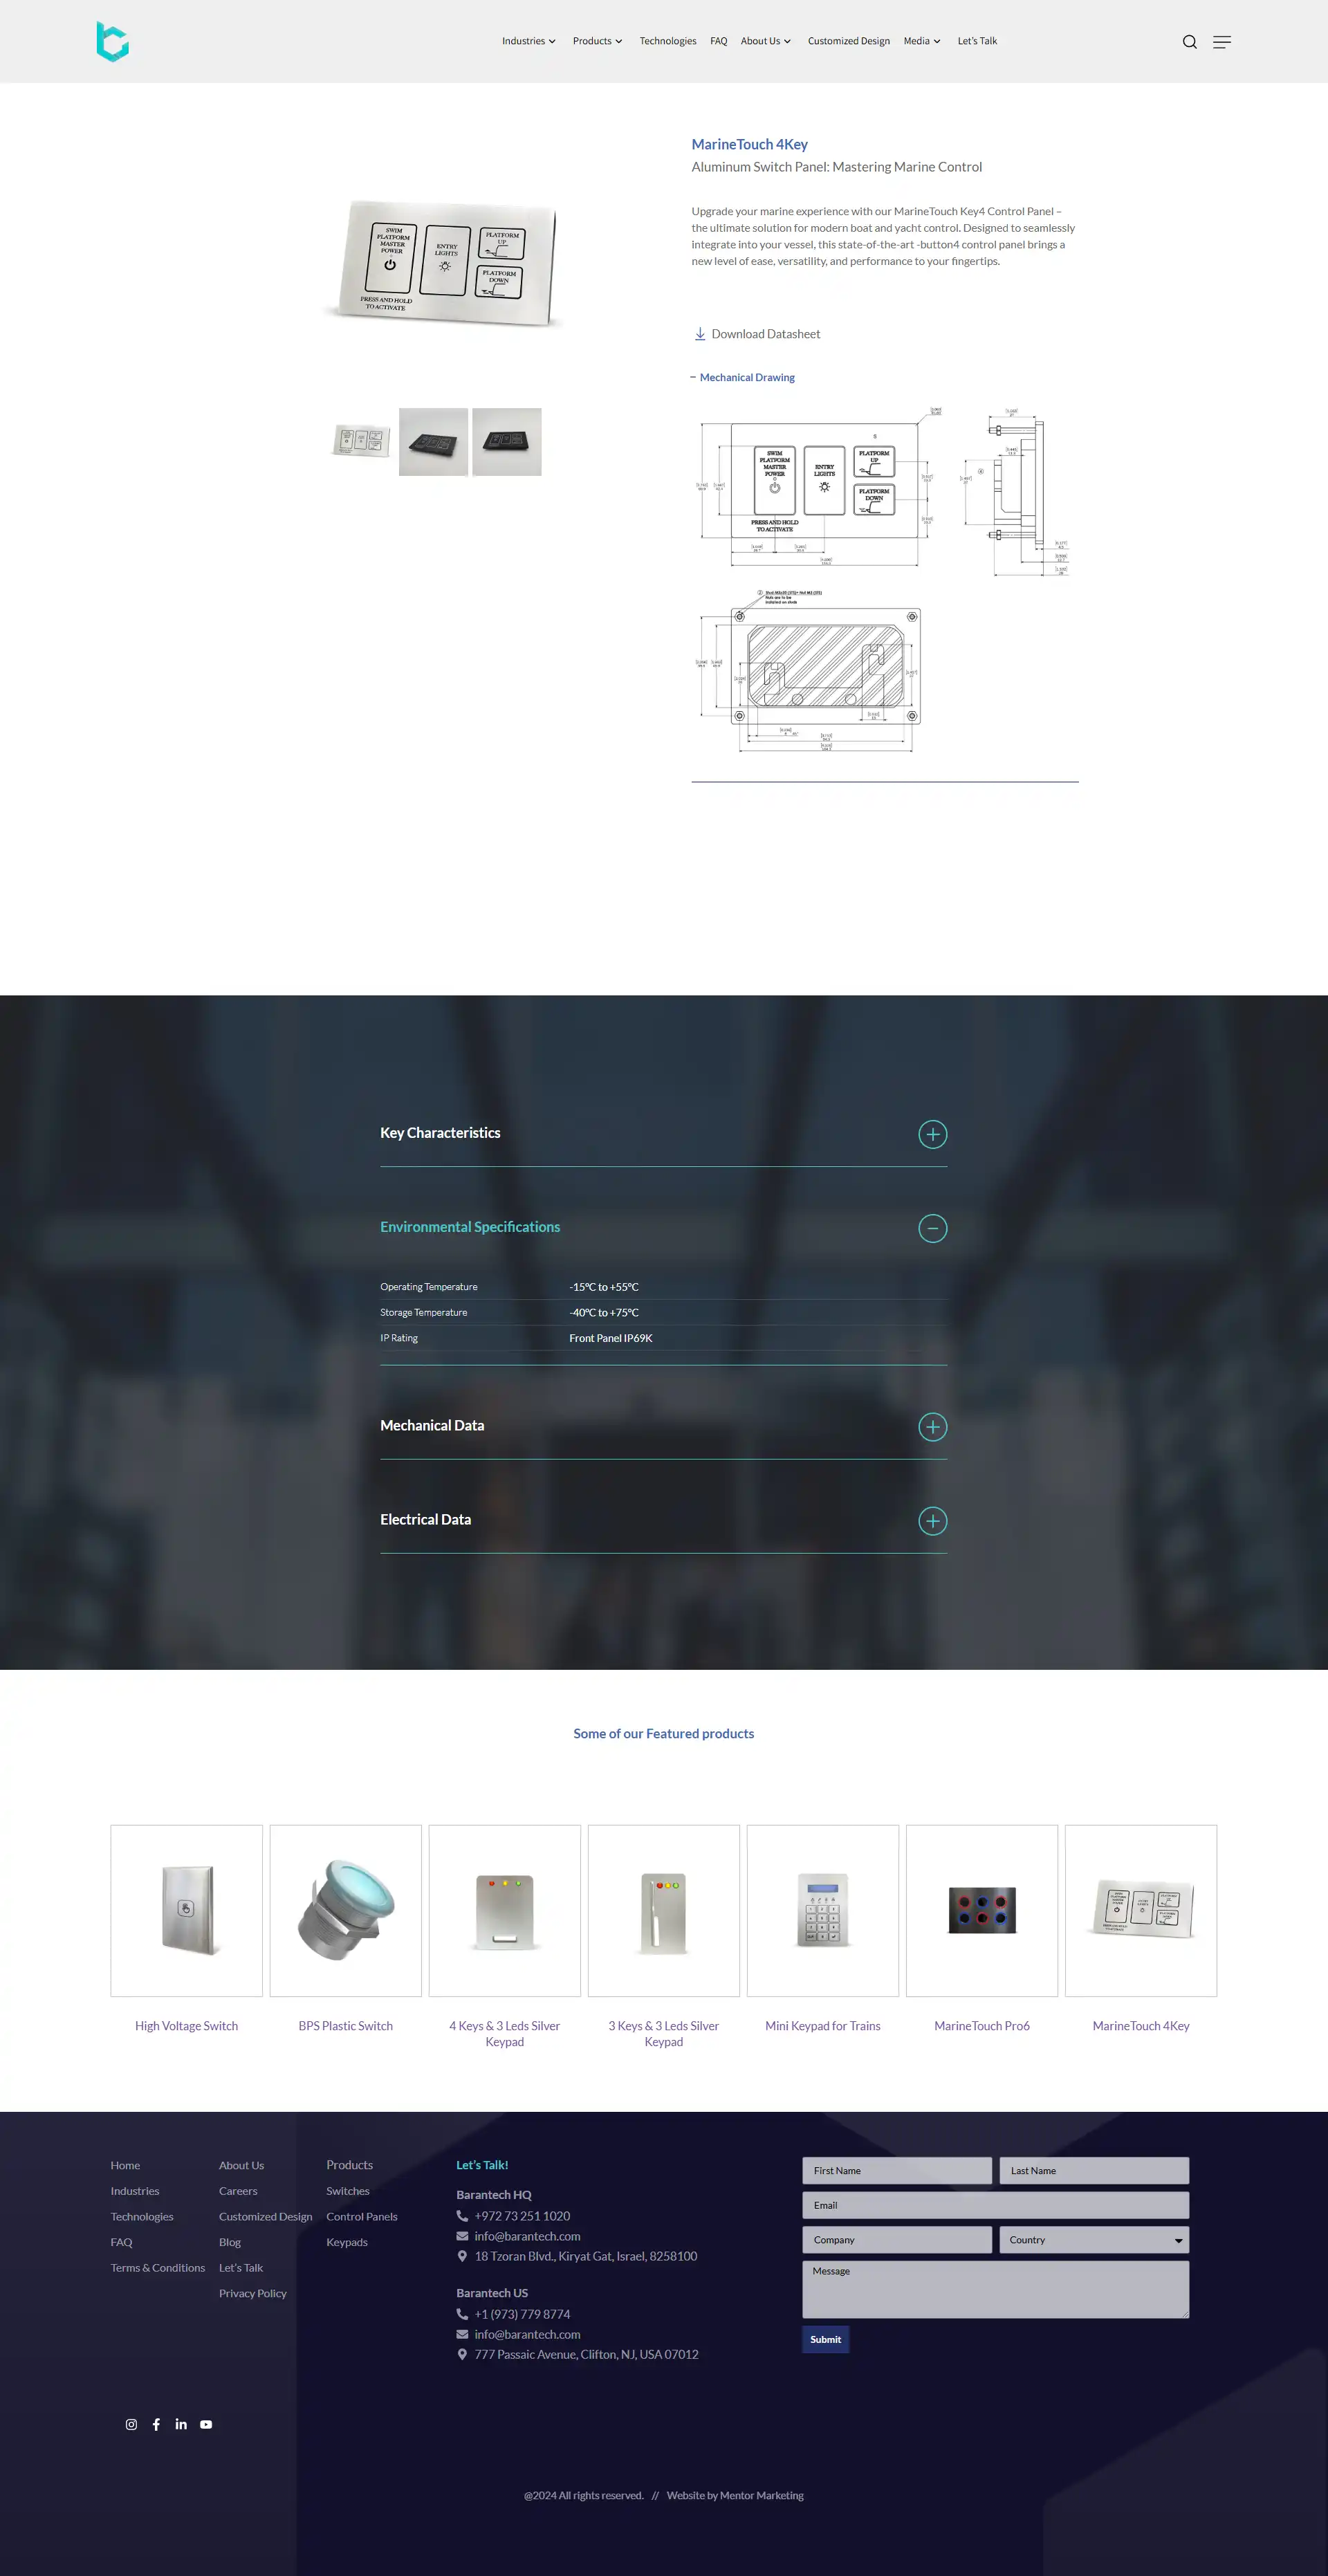 Industries
Products
Technologies
FAQ
About Us
Customized Design
Media
Let's Talk
MarineTouch 4Key
Aluminum Switch Panel: Mastering Marine Control
Upgrade your marine experience with our MarineTouch Key4 Control Panel –
the ultimate solution for modern boat and yacht control. Designed to seamlessly
integrate into your vessel, this state-of-the-art -button4 control panel brings a
new level of ease, versatility, and performance to your fingertips.
SWIM
PLATFORM
MASTER
POWER
ENTRY
LIGHTS
PLATFORM
UP
PLATFORM
DOWN
PRESS AND HOLD
TO ACTIVATE
Download Datasheet
Mechanical Drawing
SWIM
PLATFORM
MASTER
POWER
ENTRY
LIGHTS
PLATFORM
UP
PLATFORM
DOWN
PRESS AND HOLD
TO ACTIVATE
Key Characteristics
Environmental Specifications
Operating Temperature -15°C to +55°C
Storage Temperature -40°C to +75°C
IP Rating Front Panel IP69K
Mechanical Data
Electrical Data
Some of our Featured products
High Voltage Switch
BPS Plastic Switch
4 Keys & 3 Leds Silver
Keypad
3 Keys & 3 Leds Silver
Keypad
Mini Keypad for Trains
MarineTouch Pro6
MarineTouch 4Key
Home
Industries
Technologies
FAQ
Terms & Conditions
About Us
Careers
Customized Design
Blog
Let's Talk
Privacy Policy
Products
Switches
Control Panels
Keypads
Let's Talk!
Barantech HQ
+972 73 251 1020
info@barantech.com
18 Tzoran Blvd., Kiryat Gat, Israel, 8258100
Barantech US
+1 (973) 779 8774
info@barantech.com
777 Passaic Avenue, Clifton, NJ, USA 07012
First Name
Last Name
Email
Company
Country
Message
Submit
@2024 All rights reserved. // Website by Mentor Marketing